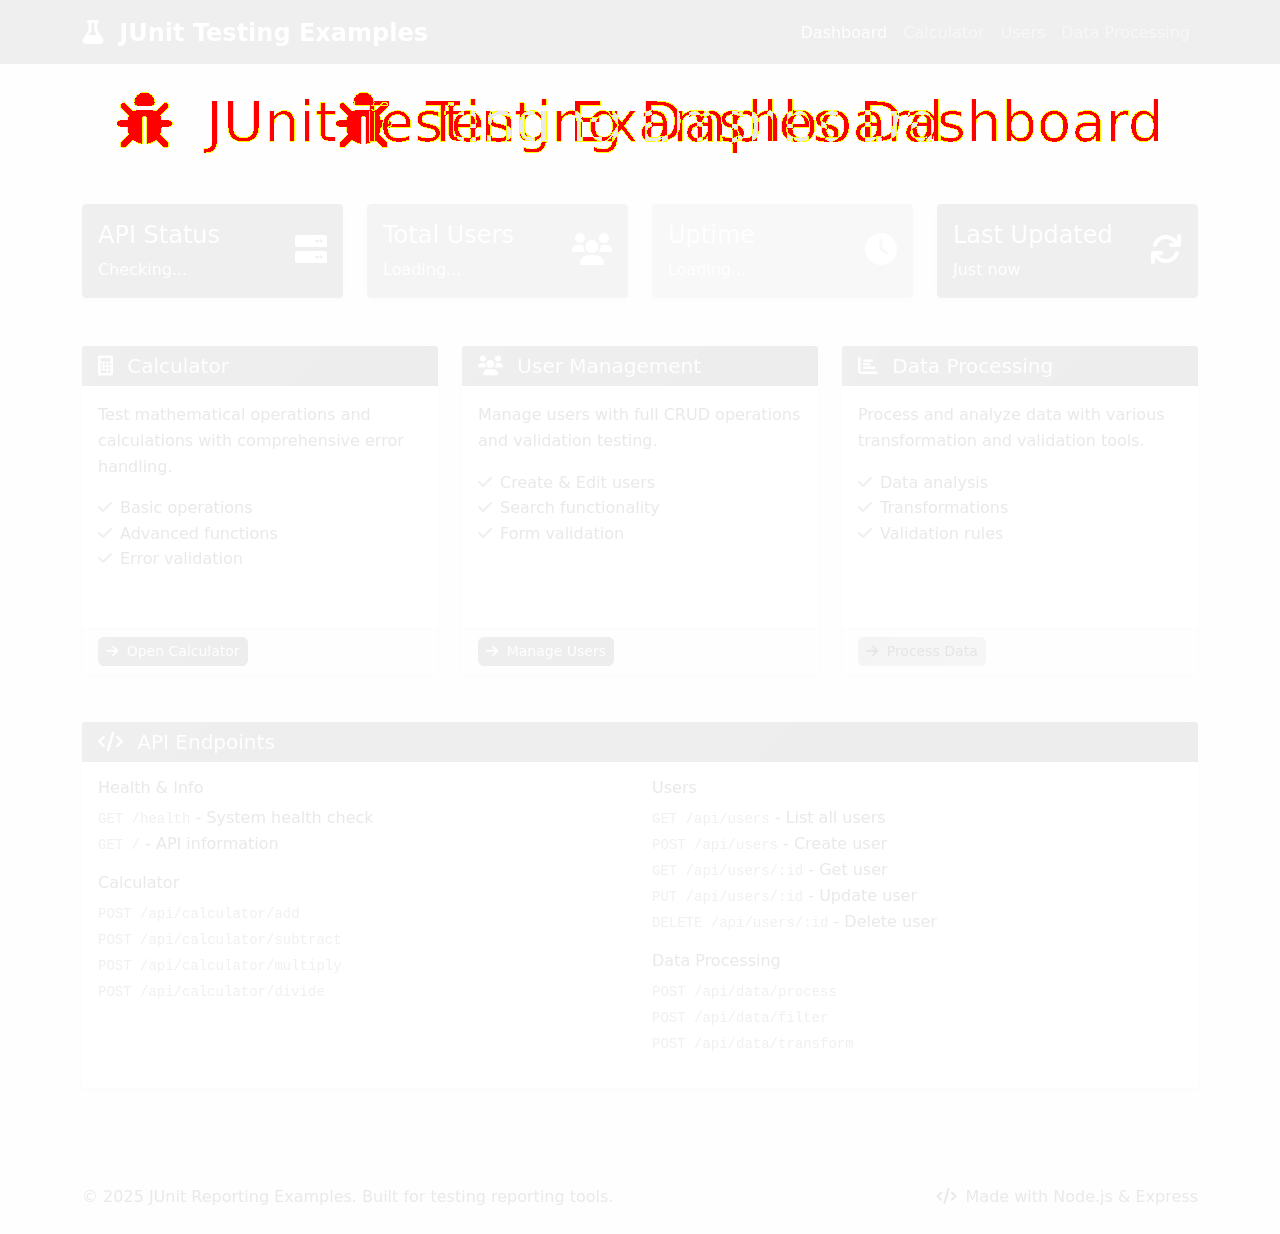 JUnit Testing Examples
Dashboard Calculator Users Data Processing
JUnit Testing Examples Dashboard
Testing Dashboard
API Status
Checking...
Total Users
Loading...
Uptime
Loading...
Last Updated
Just now
Calculator
Test mathematical operations and
calculations with comprehensive error
handling.
Basic operations
Advanced functions
Error validation
Open Calculator
User Management
Manage users with full CRUD operations
and validation testing.
Create & Edit users
Search functionality
Form validation
Manage Users
Data Processing
Process and analyze data with various
transformation and validation tools.
Data analysis
Transformations
Validation rules
Process Data
API Endpoints
Health & Info
GET /health - System health check
GET / - API information
Calculator
POST /api/calculator/add
POST /api/calculator/subtract
POST /api/calculator/multiply
POST /api/calculator/divide
Users
GET /api/users - List all users
POST /api/users - Create user
GET /api/users/:id - Get user
PUT /api/users/:id - Update user
DELETE /api/users/:id - Delete user
Data Processing
POST /api/data/process
POST /api/data/filter
POST /api/data/transform
© 2025 JUnit Reporting Examples. Built for testing reporting tools.
Made with Node.js & Express